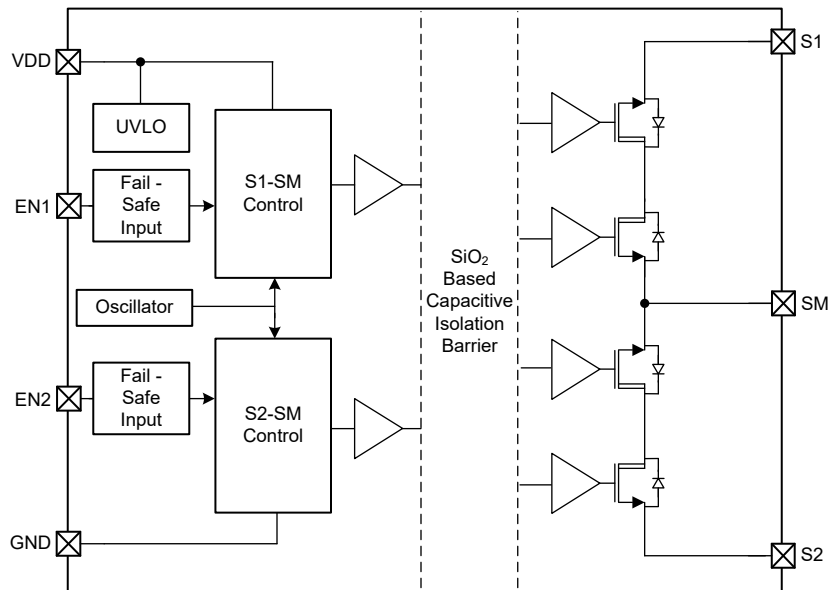 VDD
UVLO
EN1
Fail -
Safe
Input
S1-SM
Control
Oscillator
EN2
Fail -
Safe
Input
S2-SM
Control
GND
SiO₂
Based
Capacitive
Isolation
Barrier
S1
SM
S2